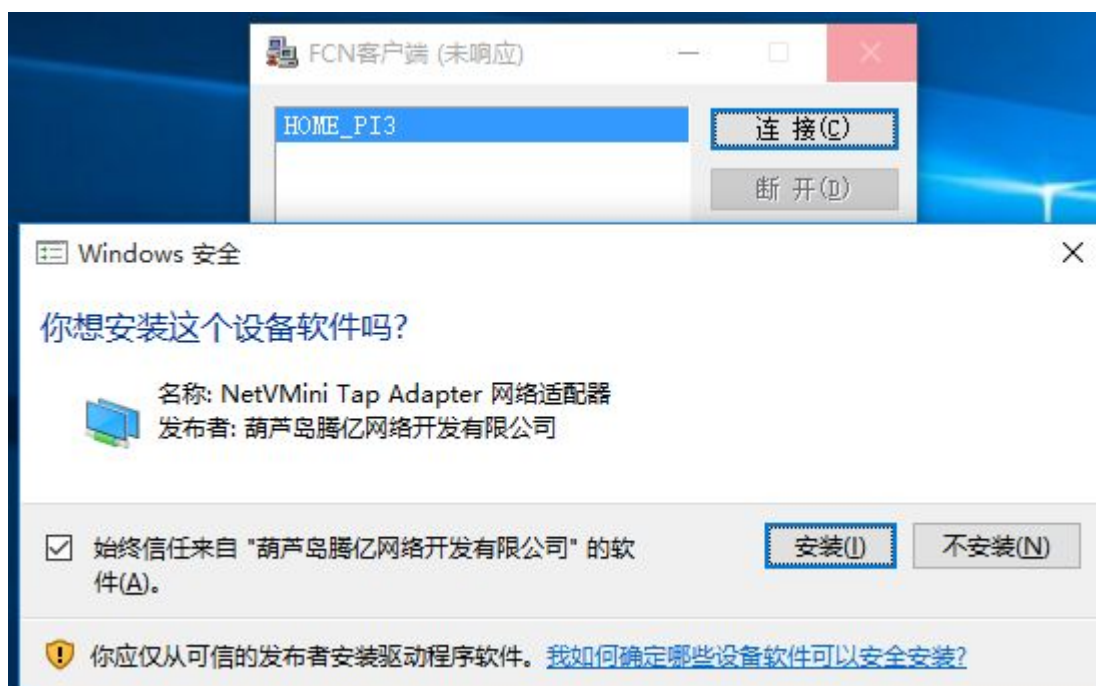 FCN客户端 (未响应)
HOME_PI3
连 接(C)
断 开(D)
Windows 安全
你想安装这个设备软件吗?
名称: NetVMini Tap Adapter 网络适配器
发布者: 葫芦岛腾亿网络开发有限公司
始终信任来自 "葫芦岛腾亿网络开发有限公司" 的软
件(A)。
安装(I)
不安装(N)
你应仅从可信的发布者安装驱动程序软件。我如何确定哪些设备软件可以安全安装?